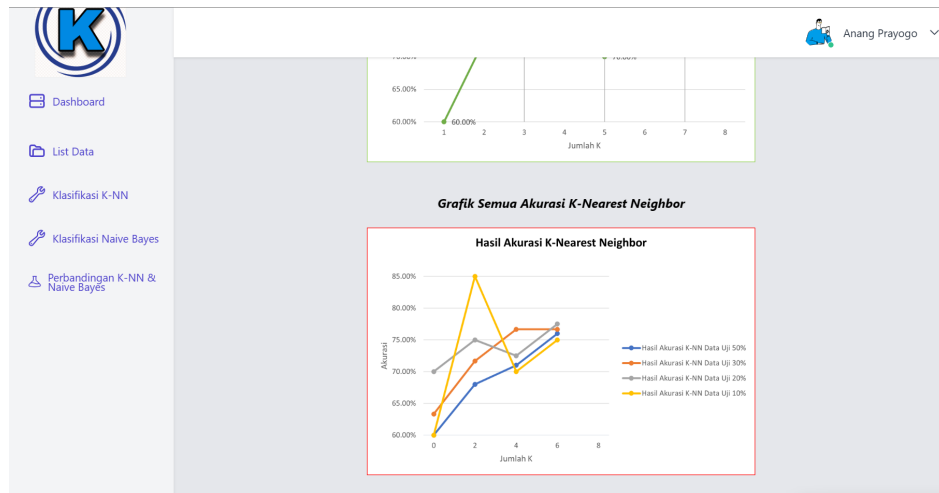 K
Anang Prayogo
Dashboard
List Data
Klasifikasi K-NN
Klasifikasi Naive Bayes
Perbandingan K-NN &
Naive Bayes
70.00%
65.00%
60.00%
60.00%
1 2 3 4 5 6 7 8
Jumlah K
Grafik Semua Akurasi K-Nearest Neighbor
Hasil Akurasi K-Nearest Neighbor
85.00%
80.00%
75.00%
70.00%
65.00%
60.00%
Akurasi
0 2 4 6 8
Jumlah K
Hasil Akurasi K-NN Data Uji 50%
Hasil Akurasi K-NN Data Uji 30%
Hasil Akurasi K-NN Data Uji 20%
Hasil Akurasi K-NN Data Uji 10%